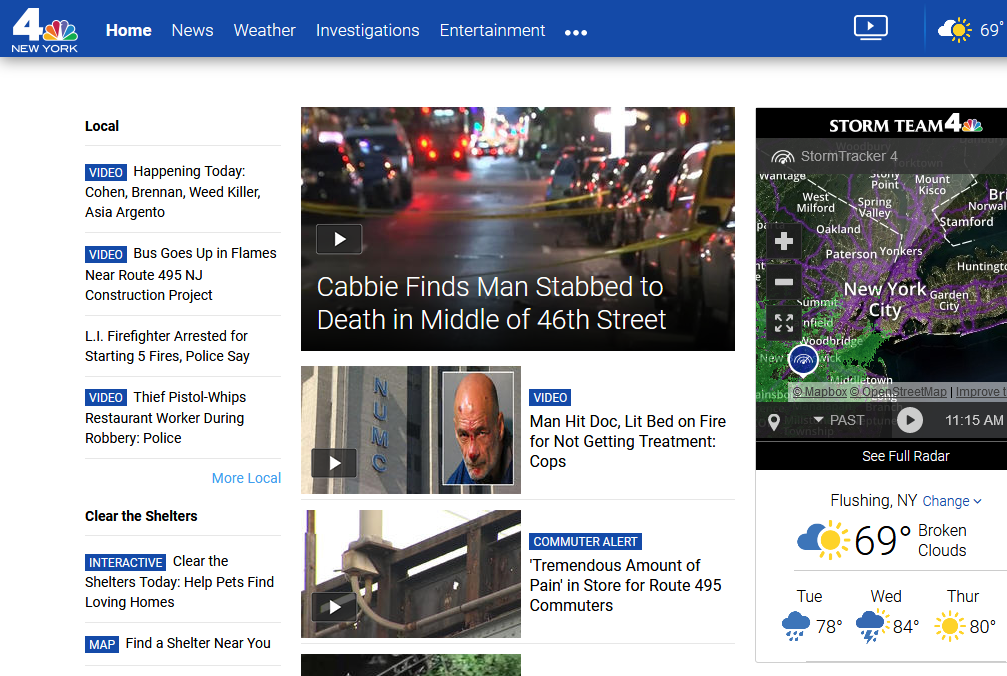 4
NEW YORK
Home News Weather Investigations Entertainment •••
69°
Local
VIDEO Happening Today:
Cohen, Brennan, Weed Killer,
Asia Argento
VIDEO Bus Goes Up in Flames
Near Route 495 NJ
Construction Project
L.I. Firefighter Arrested for
Starting 5 Fires, Police Say
VIDEO Thief Pistol-Whips
Restaurant Worker During
Robbery: Police
More Local
Clear the Shelters
INTERACTIVE Clear the
Shelters Today: Help Pets Find
Loving Homes
MAP Find a Shelter Near You
Cabbie Finds Man Stabbed to
Death in Middle of 46th Street
NUMC
VIDEO
Man Hit Doc, Lit Bed on Fire
for Not Getting Treatment:
Cops
COMMUTER ALERT
'Tremendous Amount of
Pain' in Store for Route 495
Commuters
STORM TEAM 4
StormTracker 4
Wantage
Stony
Point
Mount
Kisco
West
Milford
Spring
Valley
Norwal
Stamford
Oakland
Paterson
Yonkers
Huntingt
New York
City
Garden
City
Summit
nfield
Woodbridge
Middletown
© Mapbox © OpenStreetMap | Improve t
PAST
11:15 AM
See Full Radar
Flushing, NY Change
69° Broken
Clouds
Tue Wed Thur
78° 84° 80°